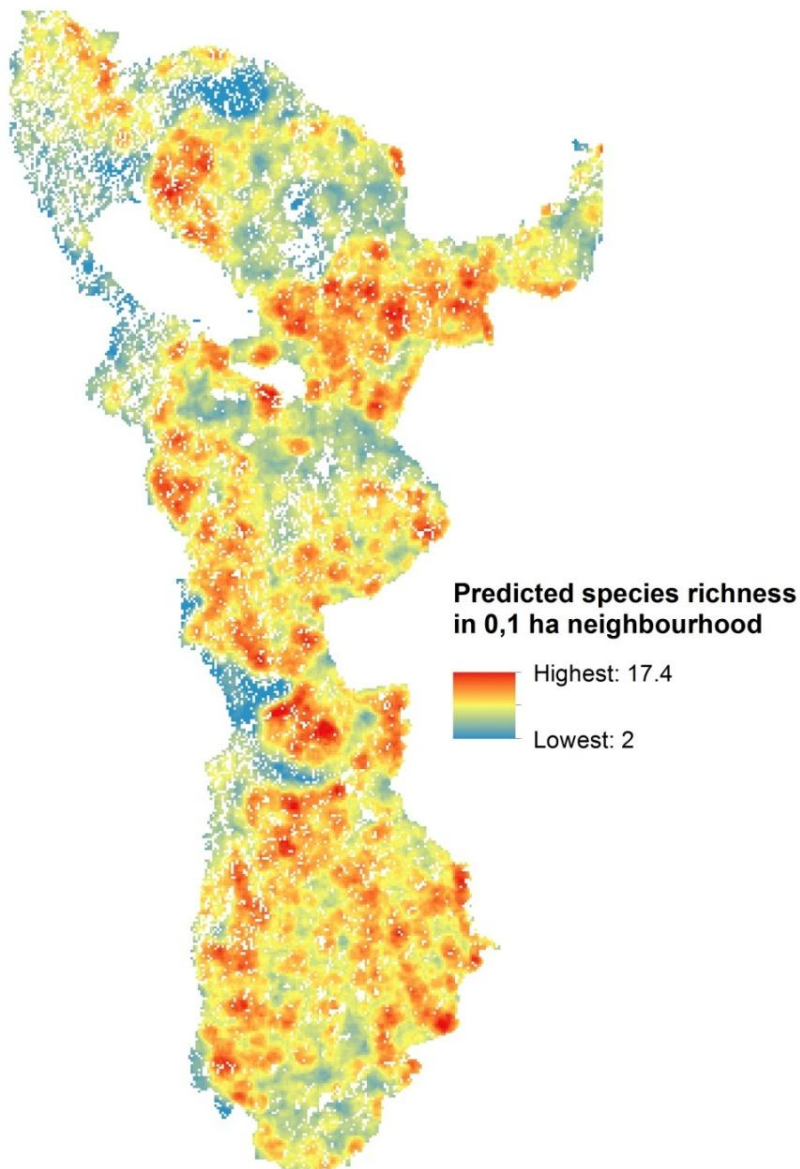 Predicted species richness
in 0,1 ha neighbourhood
Highest: 17.4
Lowest: 2